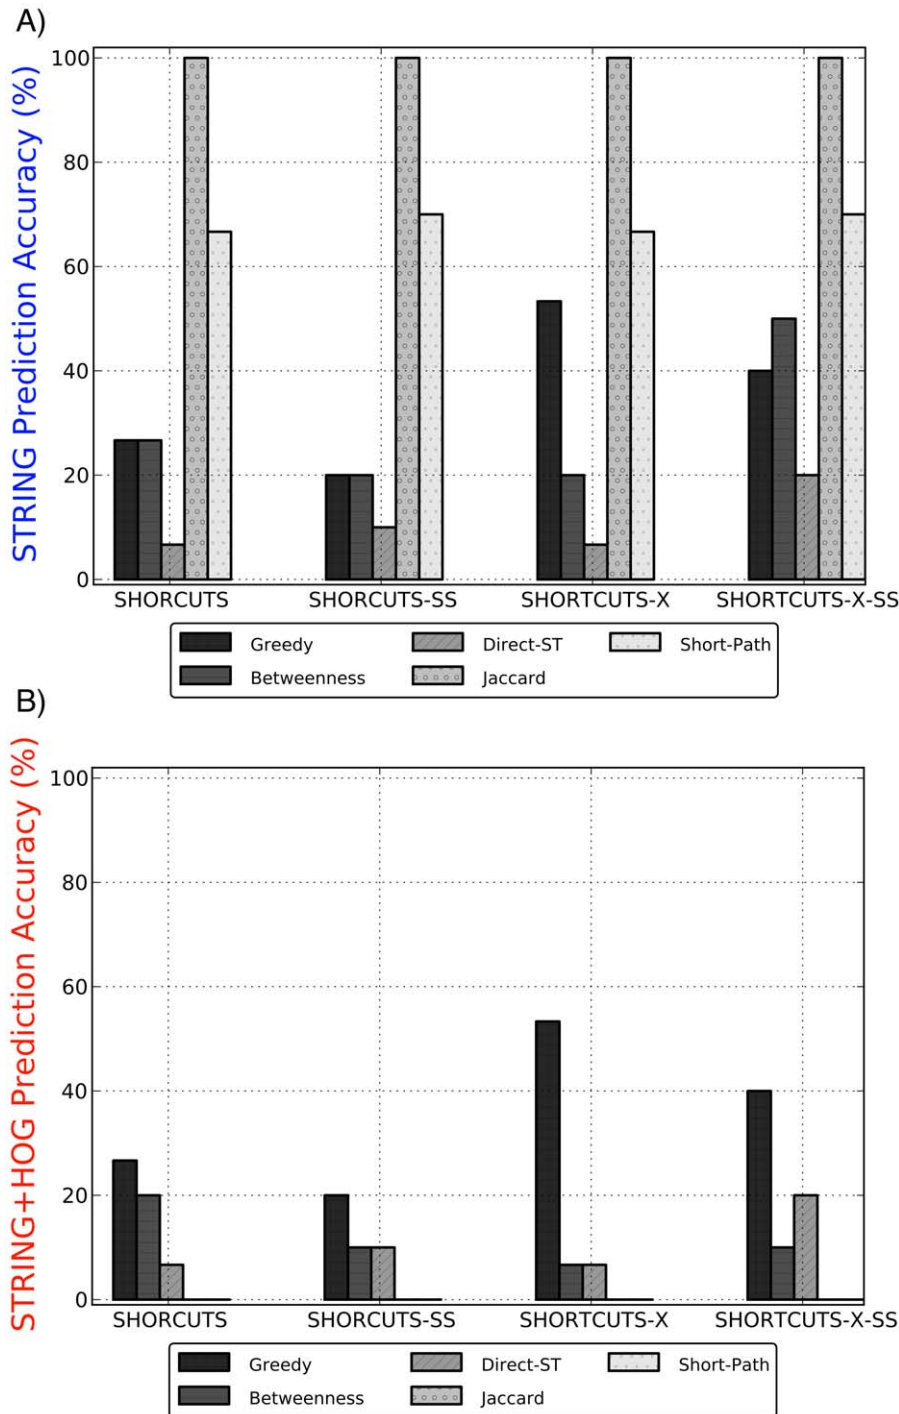 A)
STRING Prediction Accuracy (%)
100
80
60
40
20
0
SHORCUTS SHORCUTS-SS SHORTCUTS-X SHORTCUTS-X-SS
Greedy Direct-ST Short-Path
Betweenness Jaccard
B)
STRING+HOG Prediction Accuracy (%)
100
80
60
40
20
0
SHORCUTS SHORCUTS-SS SHORTCUTS-X SHORTCUTS-X-SS
Greedy Direct-ST Short-Path
Betweenness Jaccard